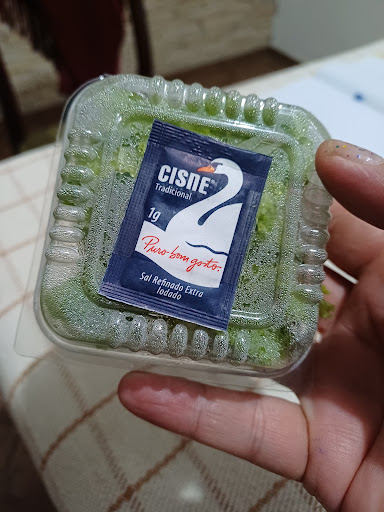 CISNE
Tradicional
1g
Puro bom gosto.
Sal Refinado Extra
Iodado